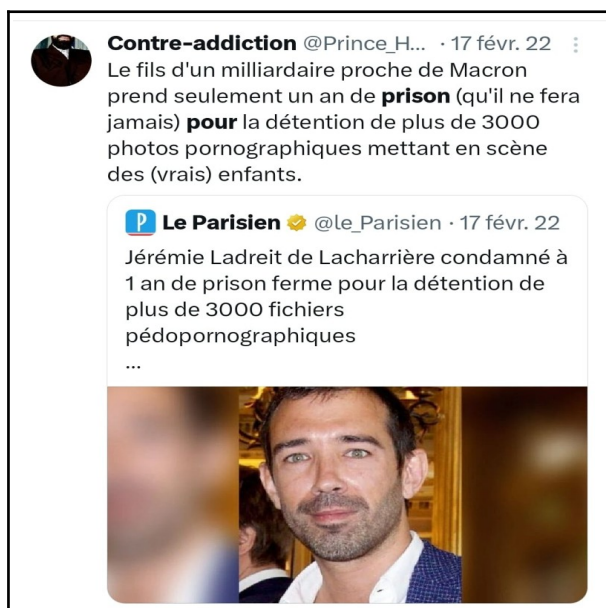 Contre-addiction @Prince_H... · 17 févr. 22
Le fils d'un milliardaire proche de Macron
prend seulement un an de prison (qu'il ne fera
jamais) pour la détention de plus de 3000
photos pornographiques mettant en scène
des (vrais) enfants.
P Le Parisien @le_Parisien · 17 févr. 22
Jérémie Ladreit de Lacharrière condamné à
1 an de prison ferme pour la détention de
plus de 3000 fichiers
pédopornographiques
...